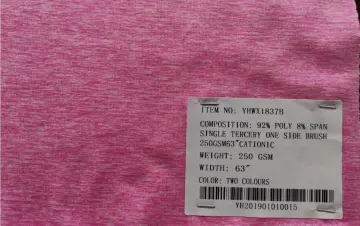 ITEM NO: YHWX1837B
COMPOSITION: 92% POLY 8% SPAN
SINGLE TERCERY ONE SIDE BRUSH
250GSM63"CATIONIC
WEIGHT: 250 GSM
WIDTH: 63"
COLOR: TWO COLOURS
YH201901010015